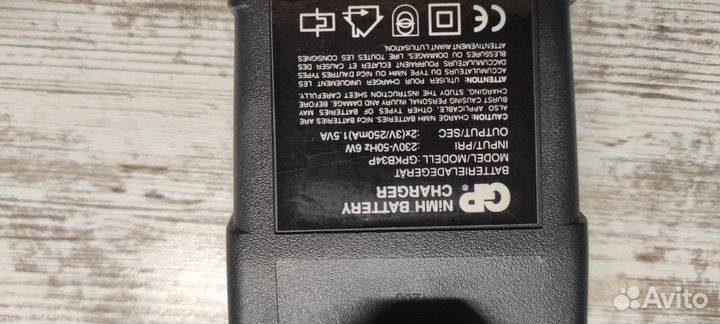 GP® NIMH BATTERY
CHARGER
BATTERIELADEGERÄT
MODEL/MODELL :GPKB34P
INPUT/PRI :230V~50Hz 6W
OUTPUT/SEC :2x(3V/250mA)1.5VA
CAUTION: CHARGE NiMH BATTERIES, NiCd BATTERIES
ALSO APPLICABLE. OTHER TYPES OF BATTERIES MAY
BURST CAUSING PERSONAL INJURY AND DAMAGE. BEFORE
CHARGING, STUDY THE INSTRUCTION SHEET CAREFULLY.
ATTENTION: UTILISER POUR CHARGER UNIQUEMENT LES
ACCUMULATEURS DU TYPE NiMH OU NiCd D'AUTRES TYPES
D'ACCUMULATEURS POURRAIENT ECLATER ET CAUSER DES
BLESSURES OU DOMMAGES. LIRE TOUTES LES CONSIGNES
ATTENTIVEMENT AVANT L'UTILISATION.
CE
Avito